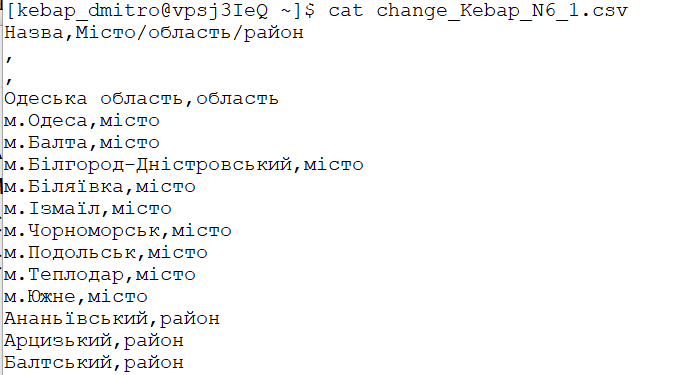 [kebap_dmitro@vpsj3IeQ ~]$ cat change_Kebap_N6_1.csv
Назва,Місто/область/район
,
,
Одеська область,область
м.Одеса,місто
м.Балта,місто
м.Білгород-Дністровський,місто
м.Біляївка,місто
м.Ізмаїл,місто
м.Чорноморськ,місто
м.Подольськ,місто
м.Теплодар,місто
м.Южне,місто
Ананьївський,район
Арцизький,район
Балтський,район